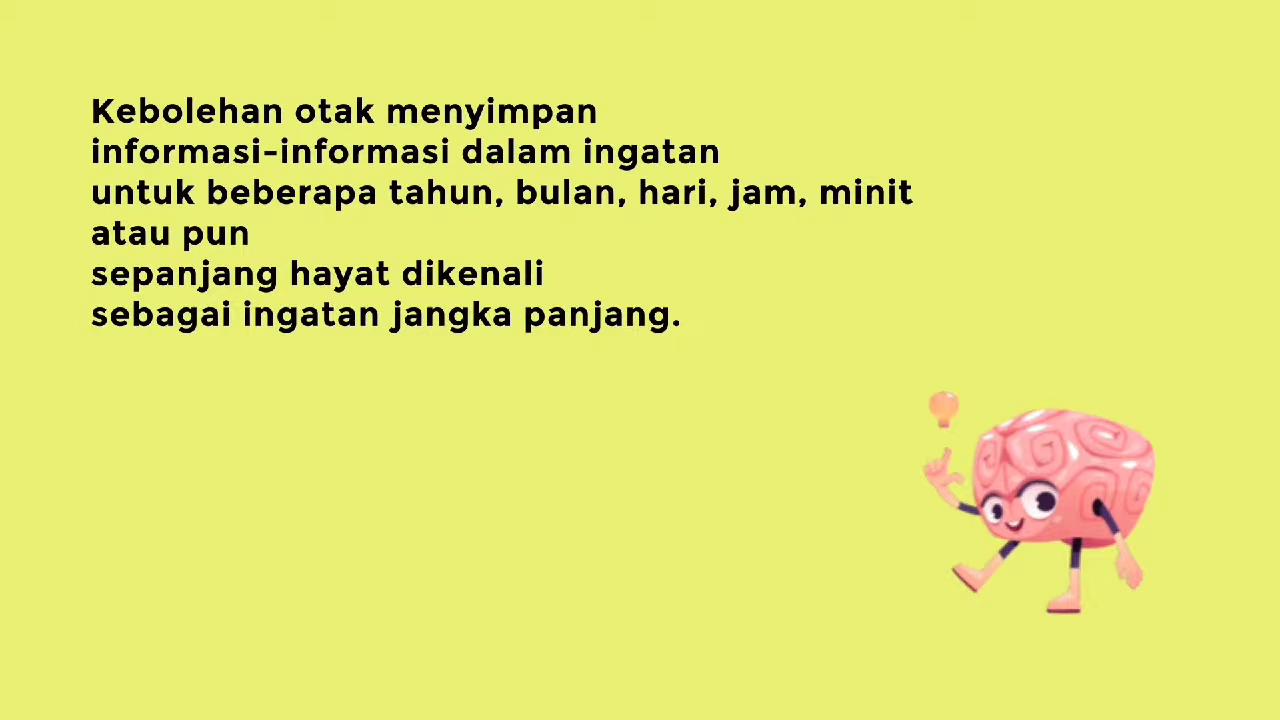 Kebolehan otak menyimpan
informasi-informasi dalam ingatan
untuk beberapa tahun, bulan, hari, jam, minit
atau pun
sepanjang hayat dikenali
sebagai ingatan jangka panjang.